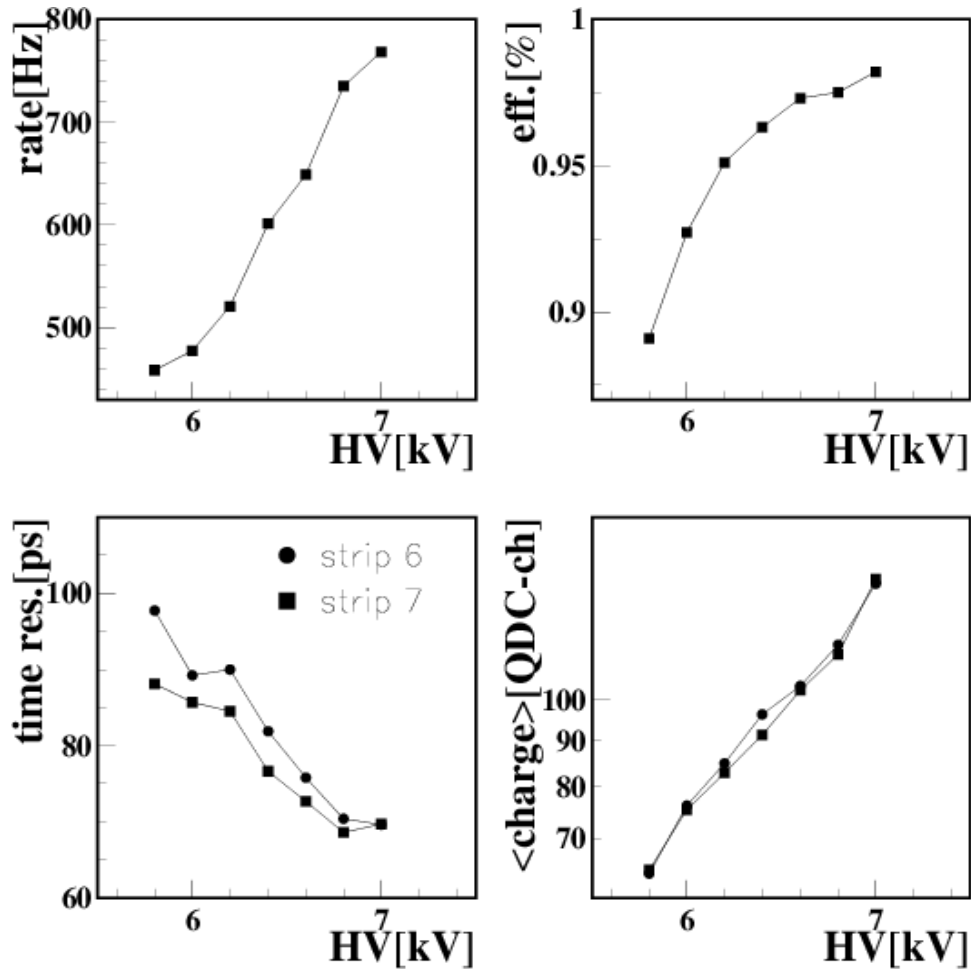 800
700
600
500
rate[Hz]
6
7
HV[kV]
1
0.95
0.9
eff.[%]
6
7
HV[kV]
100
80
60
time res.[ps]
strip 6
strip 7
6
7
HV[kV]
100
90
80
70
<charge>[QDC-ch]
6
7
HV[kV]